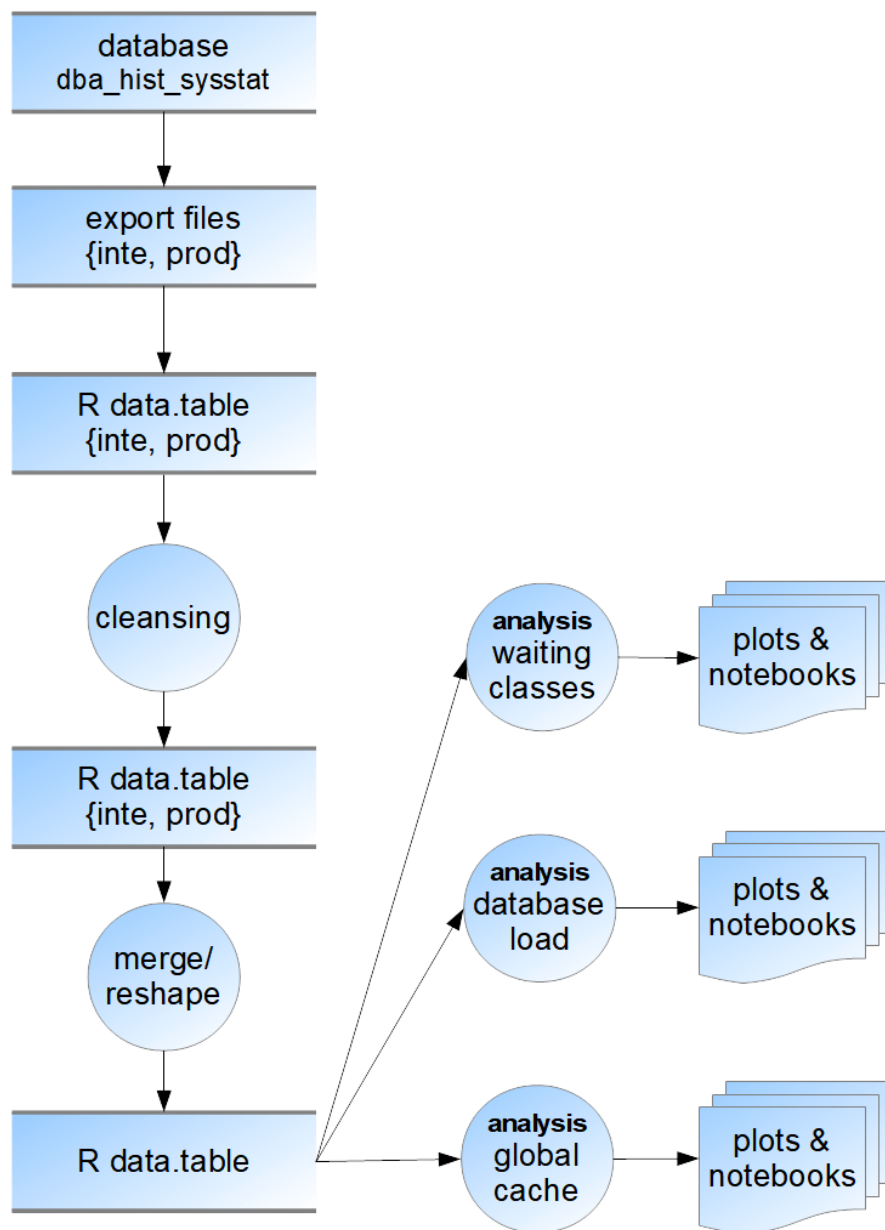 database
dba_hist_sysstat
export files
{inte, prod}
R data.table
{inte, prod}
cleansing
R data.table
{inte, prod}
merge/
reshape
R data.table
analysis
waiting
classes
plots &
notebooks
analysis
database
load
plots &
notebooks
analysis
global
cache
plots &
notebooks